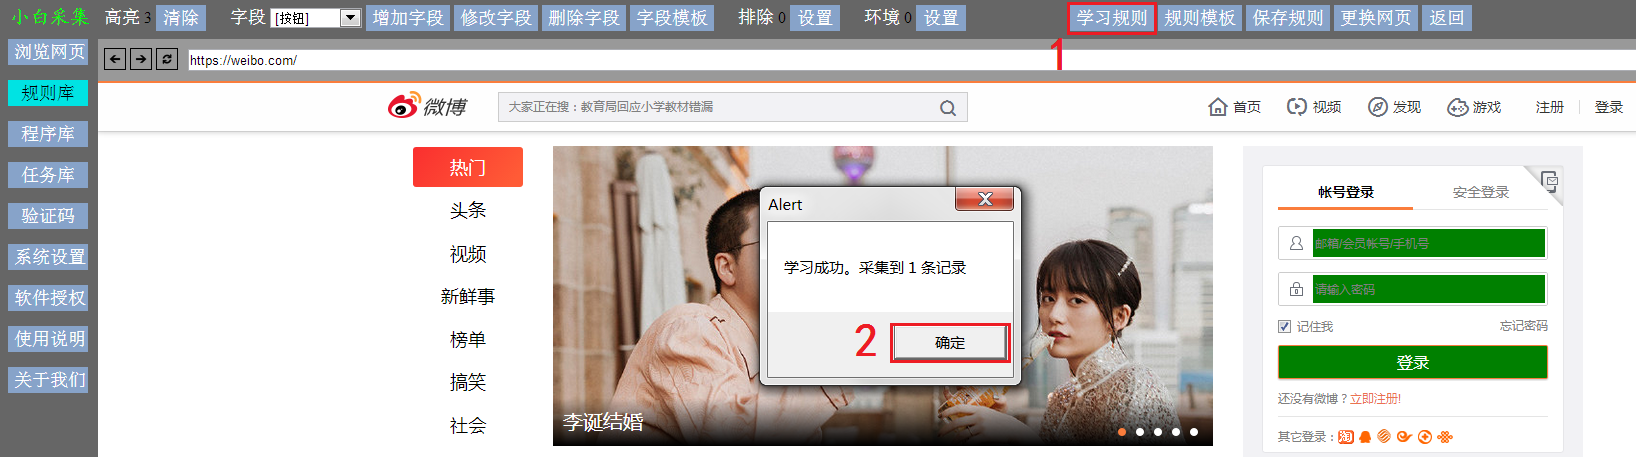 小白采集 高亮 3 清除 字段 [按钮] 增加字段 修改字段 删除字段 字段模板 排除 0 设置 环境 0 设置 学习规则 规则模板 保存规则 更换网页 返回
1
浏览网页
规则库
程序库
任务库
验证码
系统设置
软件授权
使用说明
关于我们
https://weibo.com/
微博 大家正在搜：教育局回应小学教材错漏 首页 视频 发现 游戏 注册 登录
热门
头条
视频
新鲜事
榜单
搞笑
社会
李诞结婚
Alert
学习成功。采集到 1 条记录
2 确定
帐号登录 安全登录
邮箱/会员帐号/手机号
请输入密码
记住我 忘记密码
登录
还没有微博？立即注册!
其它登录： 淘